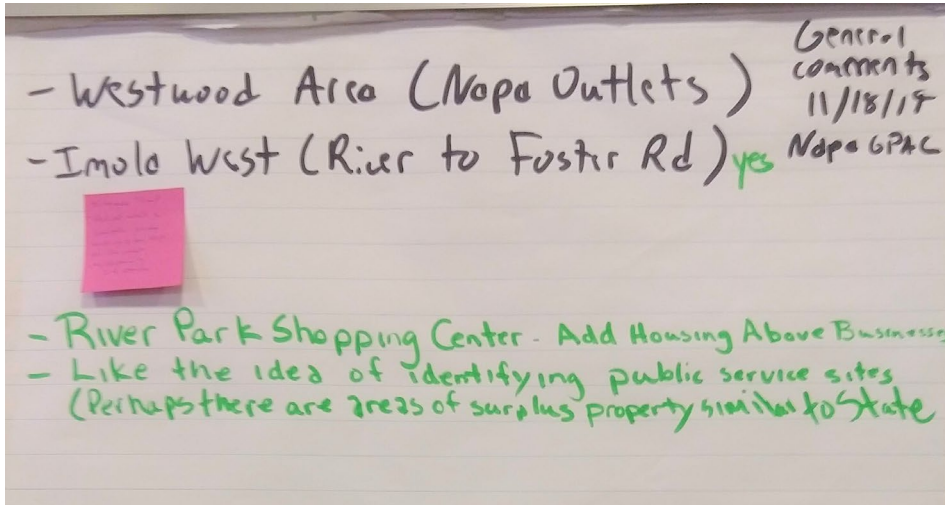 - Westwood Area (Napa Outlets)
- Imola West (River to Foster Rd) yes
General
comments
11/18/19
Napa GPAC
- River Park Shopping Center - Add Housing Above Businesses
- Like the idea of identifying public service sites
(Perhaps there are areas of surplus property similar to State